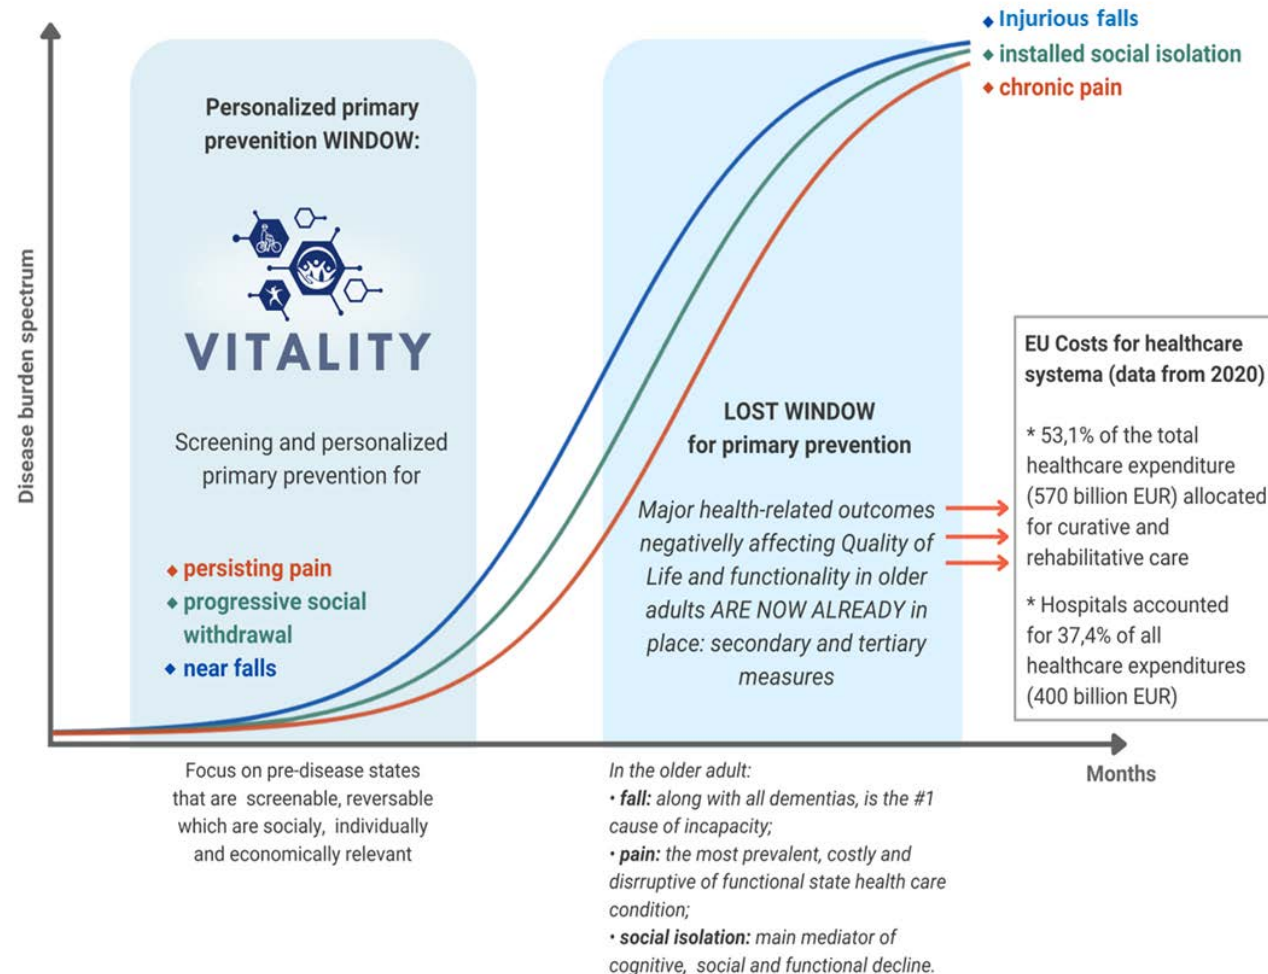 Injurious falls
installed social isolation
chronic pain
Personalized primary
prevenition WINDOW:
VITALITY
Screening and personalized
primary prevention for
persisting pain
progressive social
withdrawal
near falls
Disease burden spectrum
LOST WINDOW
for primary prevention
Major health-related outcomes
negativelly affecting Quality of
Life and functionality in older
adults ARE NOW ALREADY in
place: secondary and tertiary
measures
EU Costs for healthcare
systema (data from 2020)
* 53,1% of the total
healthcare expenditure
(570 billion EUR) allocated
for curative and
rehabilitative care
* Hospitals accounted
for 37,4% of all
healthcare expenditures
(400 billion EUR)
Months
Focus on pre-disease states
that are screenable, reversable
which are socialy, individually
and economically relevant
In the older adult:
• fall: along with all dementias, is the #1
cause of incapacity;
• pain: the most prevalent, costly and
disrruptive of functional state health care
condition;
• social isolation: main mediator of
cognitive, social and functional decline.